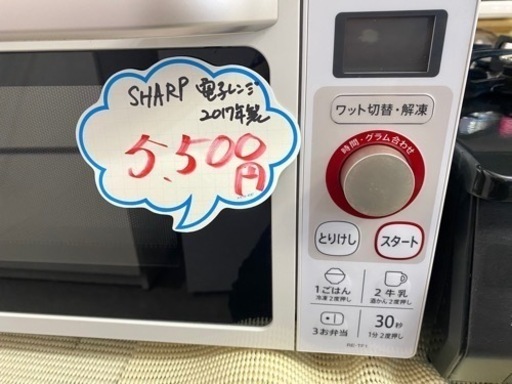 SHARP 電子レンジ
2017年製
5,500円
ワット切替・解凍
時間・グラム合わせ
とりけし
スタート
1ごはん
冷凍2度押し
2牛乳
酒かん2度押し
3お弁当
30秒
1分2度押し